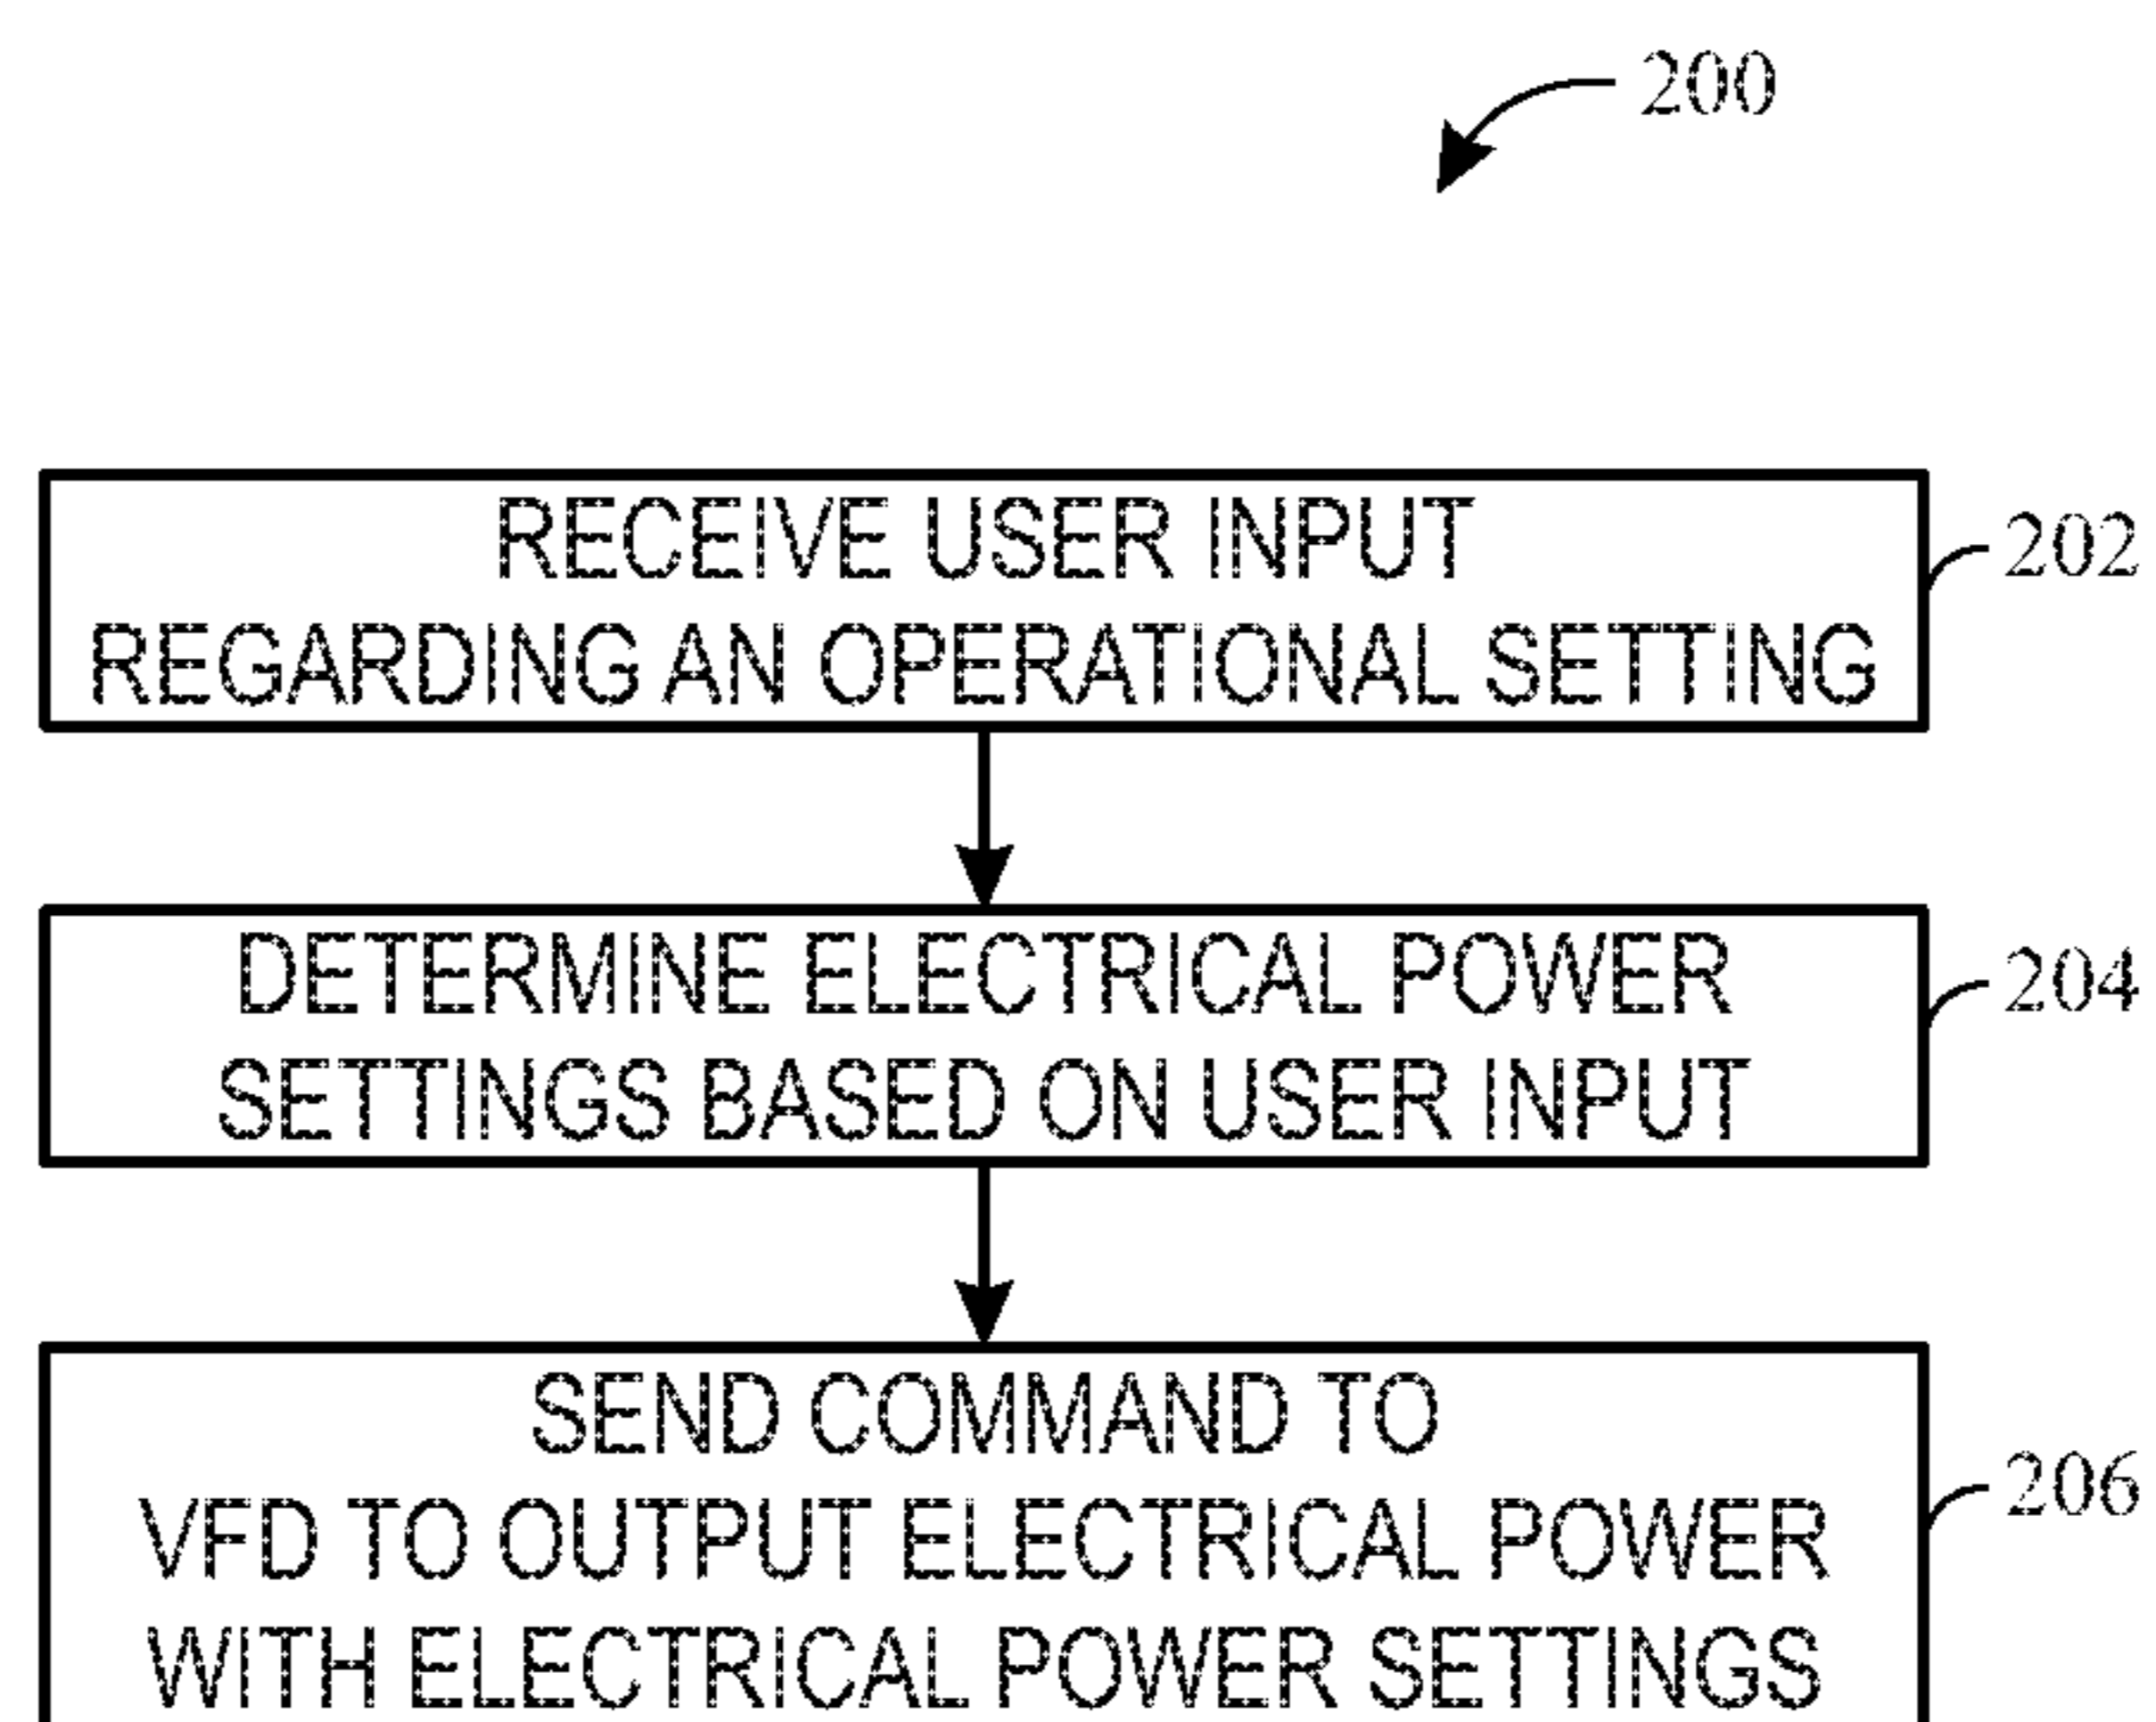 200
RECEIVE USER INPUT
REGARDING AN OPERATIONAL SETTING
202
DETERMINE ELECTRICAL POWER
SETTINGS BASED ON USER INPUT
204
SEND COMMAND TO
VFD TO OUTPUT ELECTRICAL POWER
WITH ELECTRICAL POWER SETTINGS
206